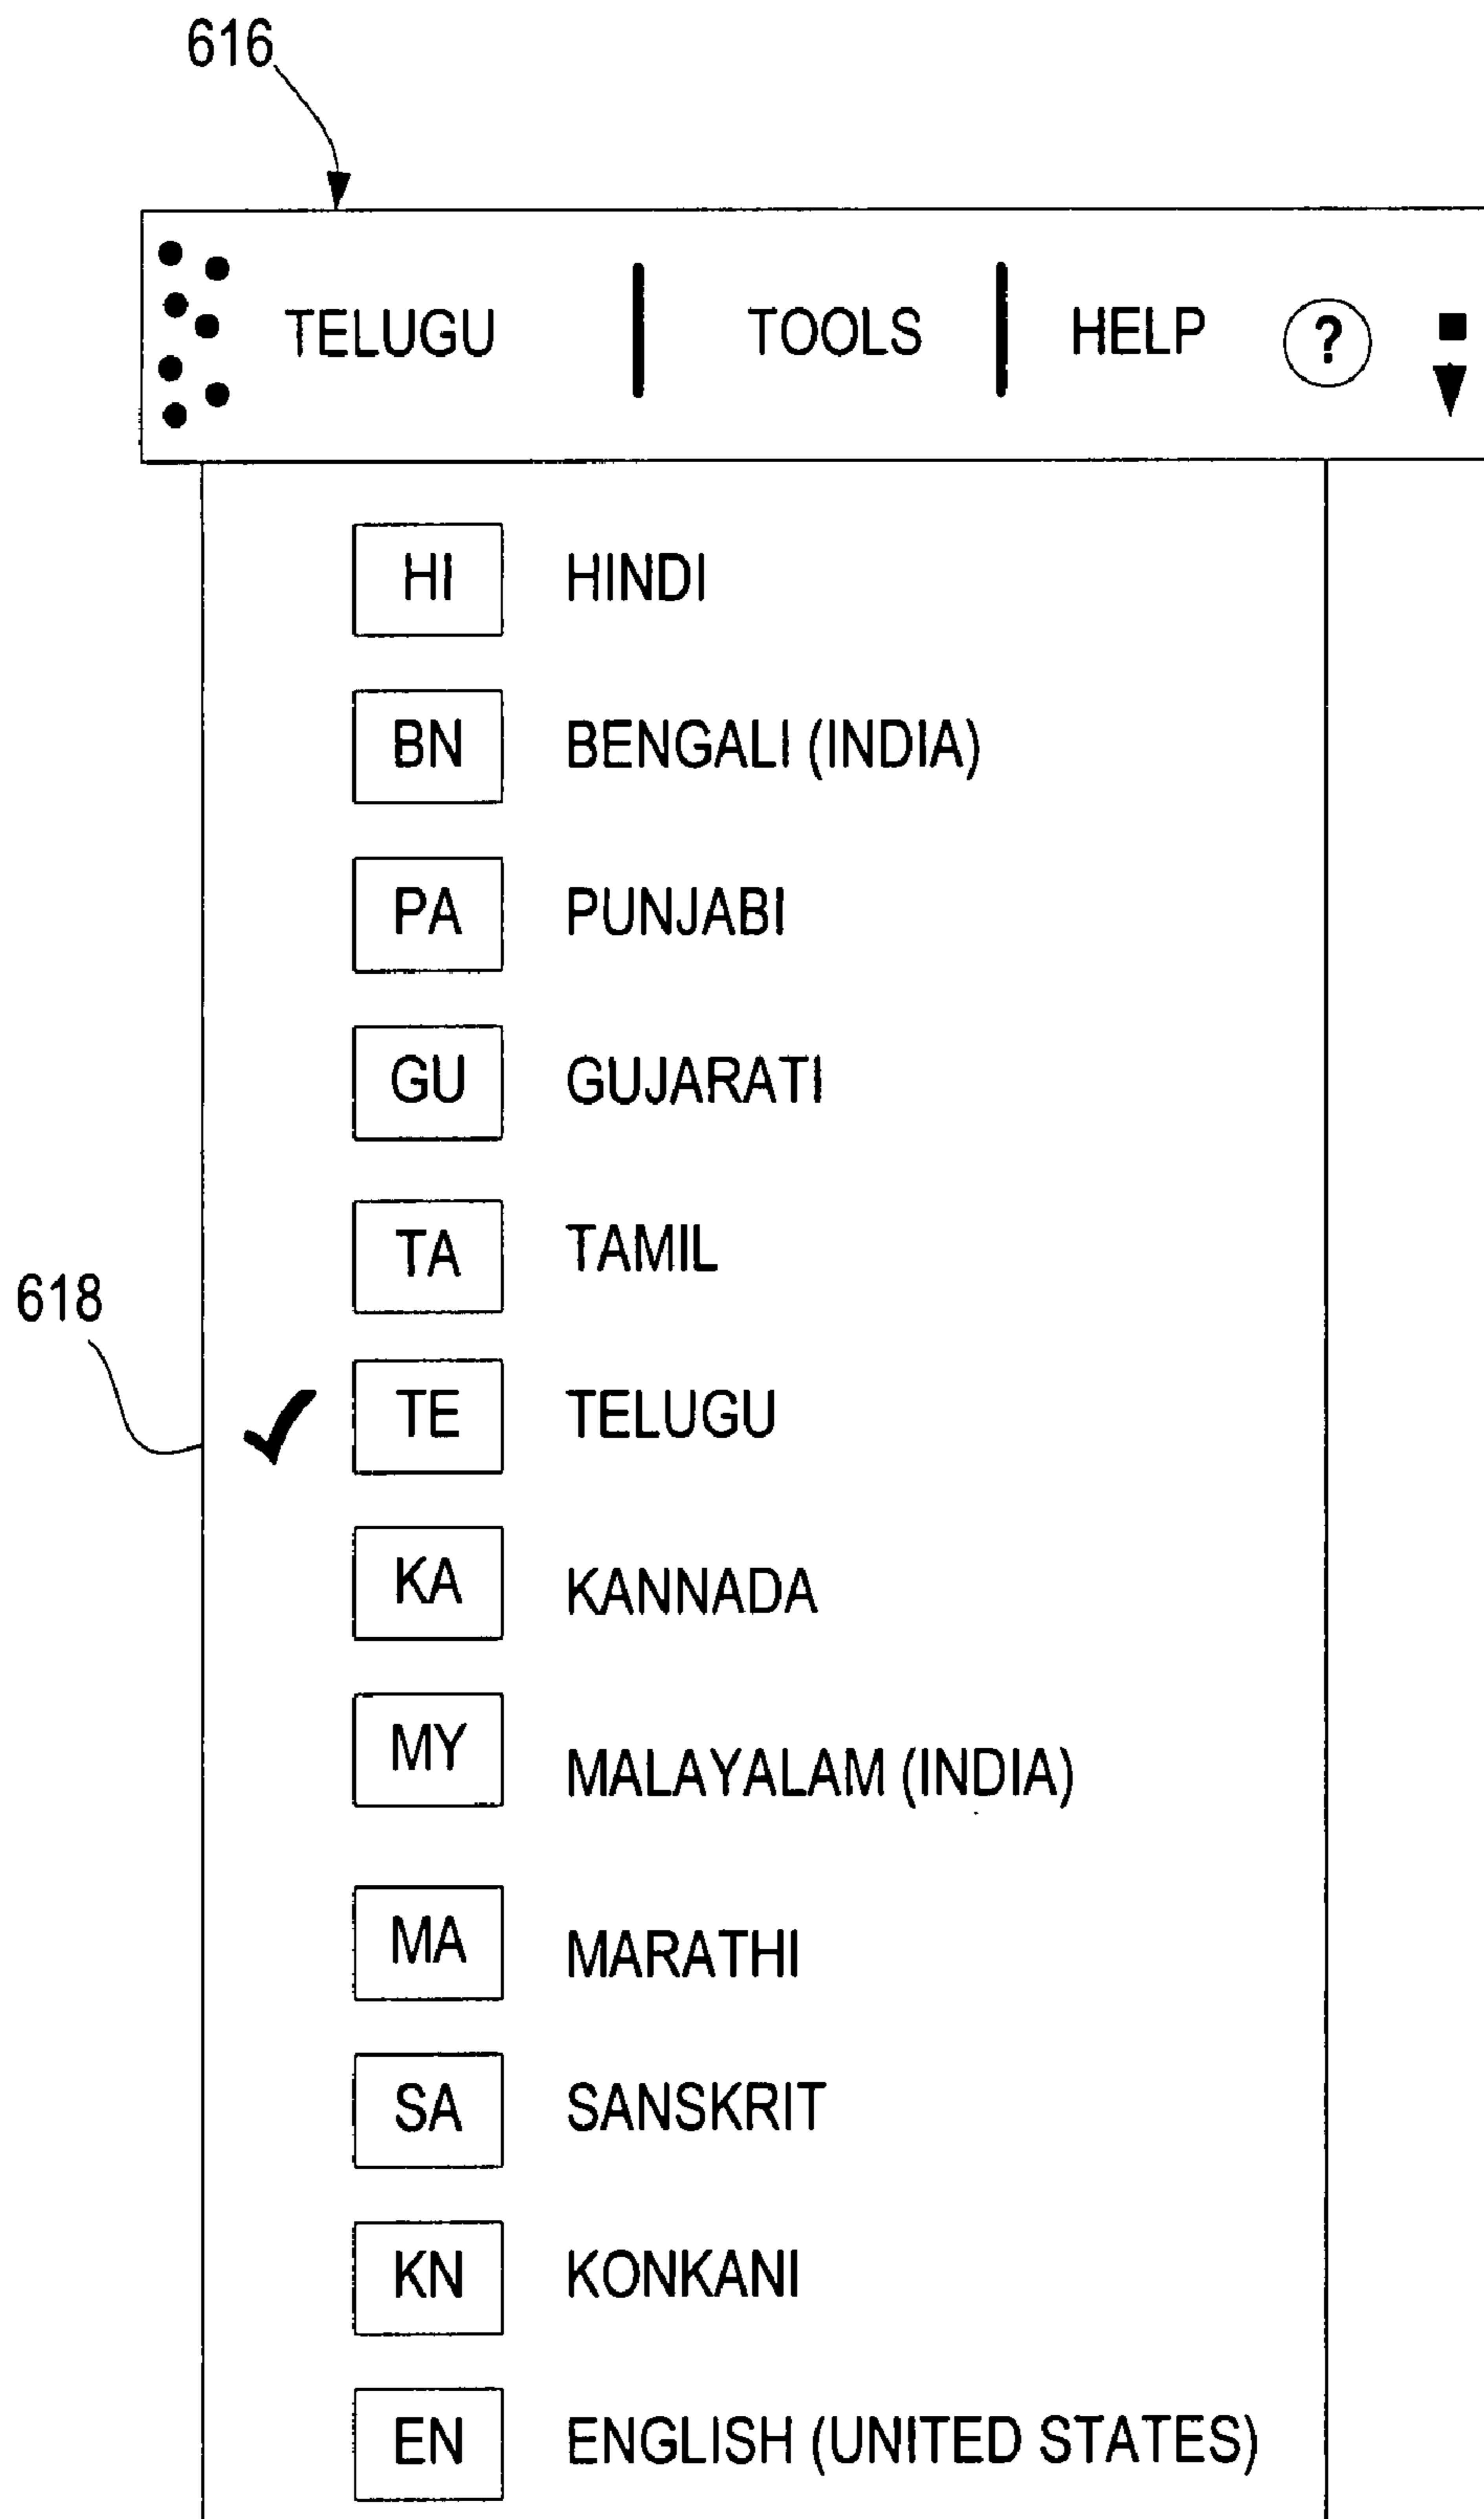 616
TELUGU TOOLS HELP ?
HI HINDI
BN BENGALI (INDIA)
PA PUNJABI
GU GUJARATI
TA TAMIL
618
TE TELUGU
KA KANNADA
MY MALAYALAM (INDIA)
MA MARATHI
SA SANSKRIT
KN KONKANI
EN ENGLISH (UNITED STATES)